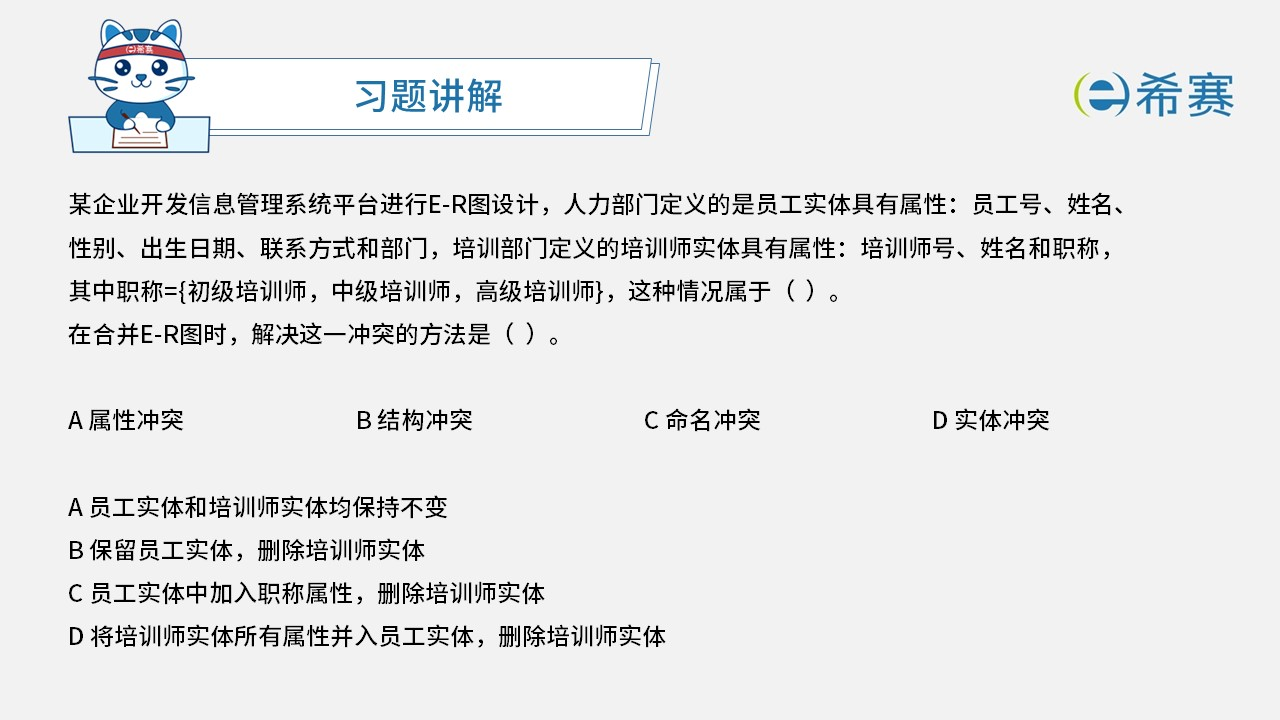 (e)希赛
习题讲解
(e)希赛
某企业开发信息管理系统平台进行E-R图设计，人力部门定义的是员工实体具有属性：员工号、姓名、
性别、出生日期、联系方式和部门，培训部门定义的培训师实体具有属性：培训师号、姓名和职称，
其中职称={初级培训师，中级培训师，高级培训师}，这种情况属于（ ）。
在合并E-R图时，解决这一冲突的方法是（ ）。
A 属性冲突 B 结构冲突 C 命名冲突 D 实体冲突
A 员工实体和培训师实体均保持不变
B 保留员工实体，删除培训师实体
C 员工实体中加入职称属性，删除培训师实体
D 将培训师实体所有属性并入员工实体，删除培训师实体